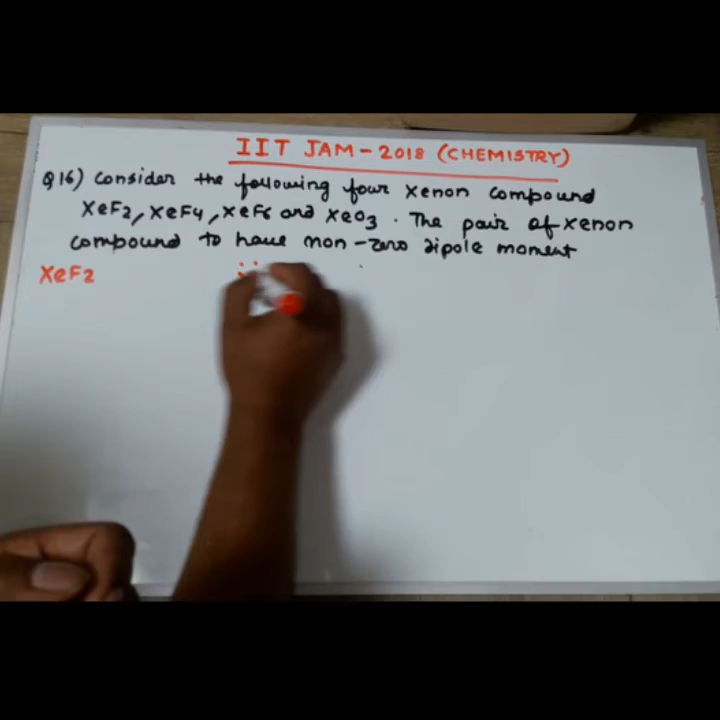 IIT JAM-2018 (CHEMISTRY)
Q16) Consider the following four xenon compound
XeF2, XeF4, XeF6 and XeO3. The pair of xenon
compound to have non-zero dipole moment
XeF2